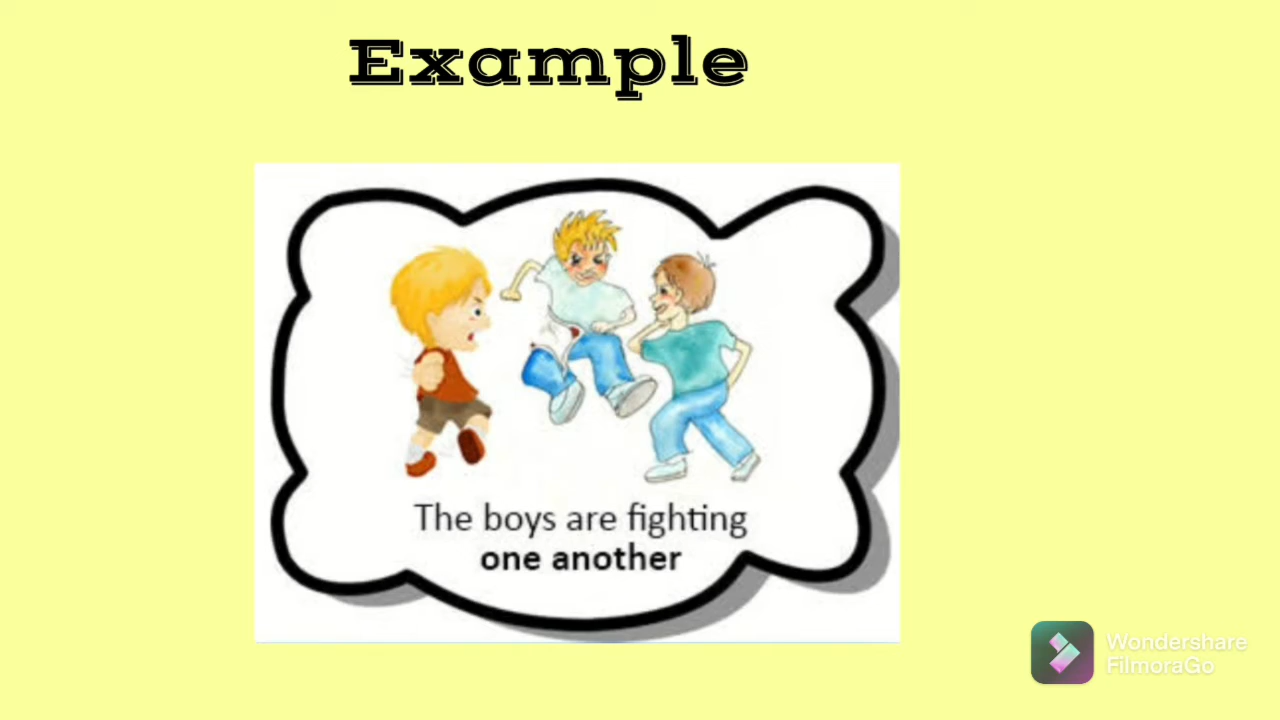 Example
The boys are fighting
one another
Wondershare
FilmoraGo